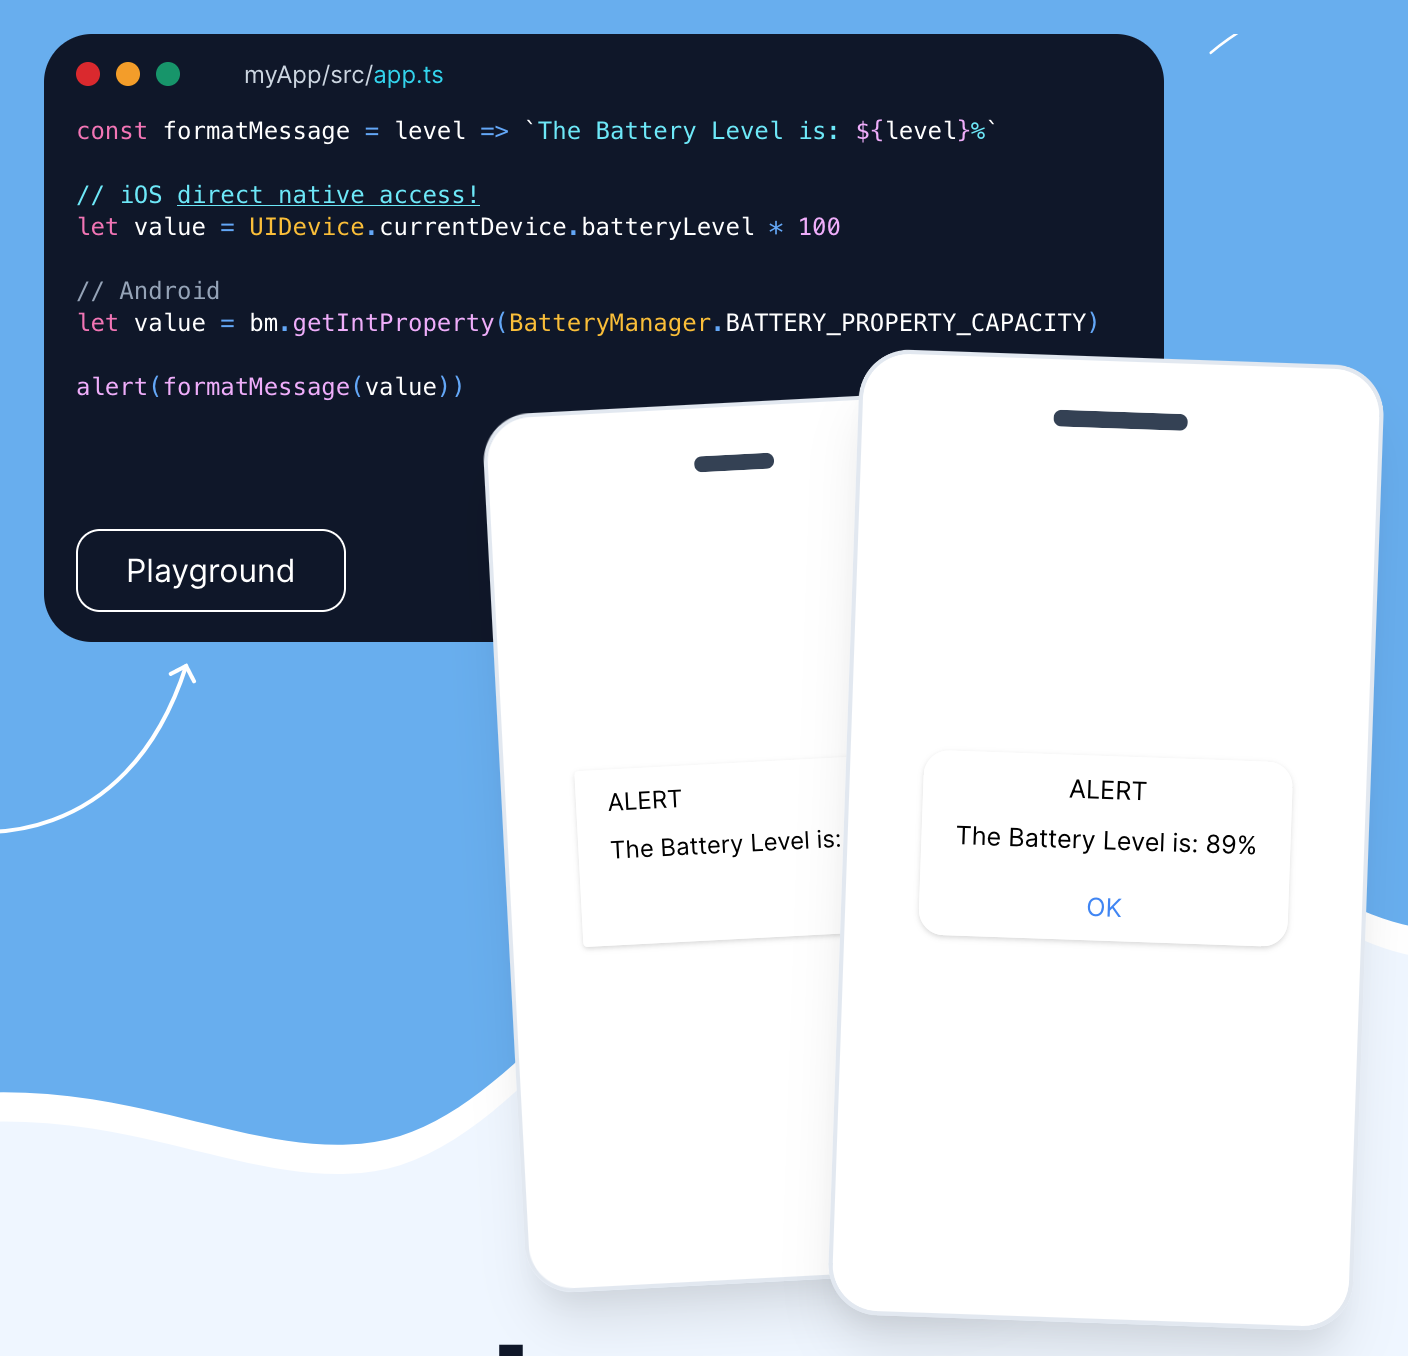 myApp/src/app.ts
const formatMessage = level => `The Battery Level is: ${level}%`
// iOS direct native access!
let value = UIDevice.currentDevice.batteryLevel * 100
// Android
let value = bm.getIntProperty(BatteryManager.BATTERY_PROPERTY_CAPACITY)
alert(formatMessage(value))
Playground
ALERT
The Battery Level is:
ALERT
The Battery Level is: 89%
OK